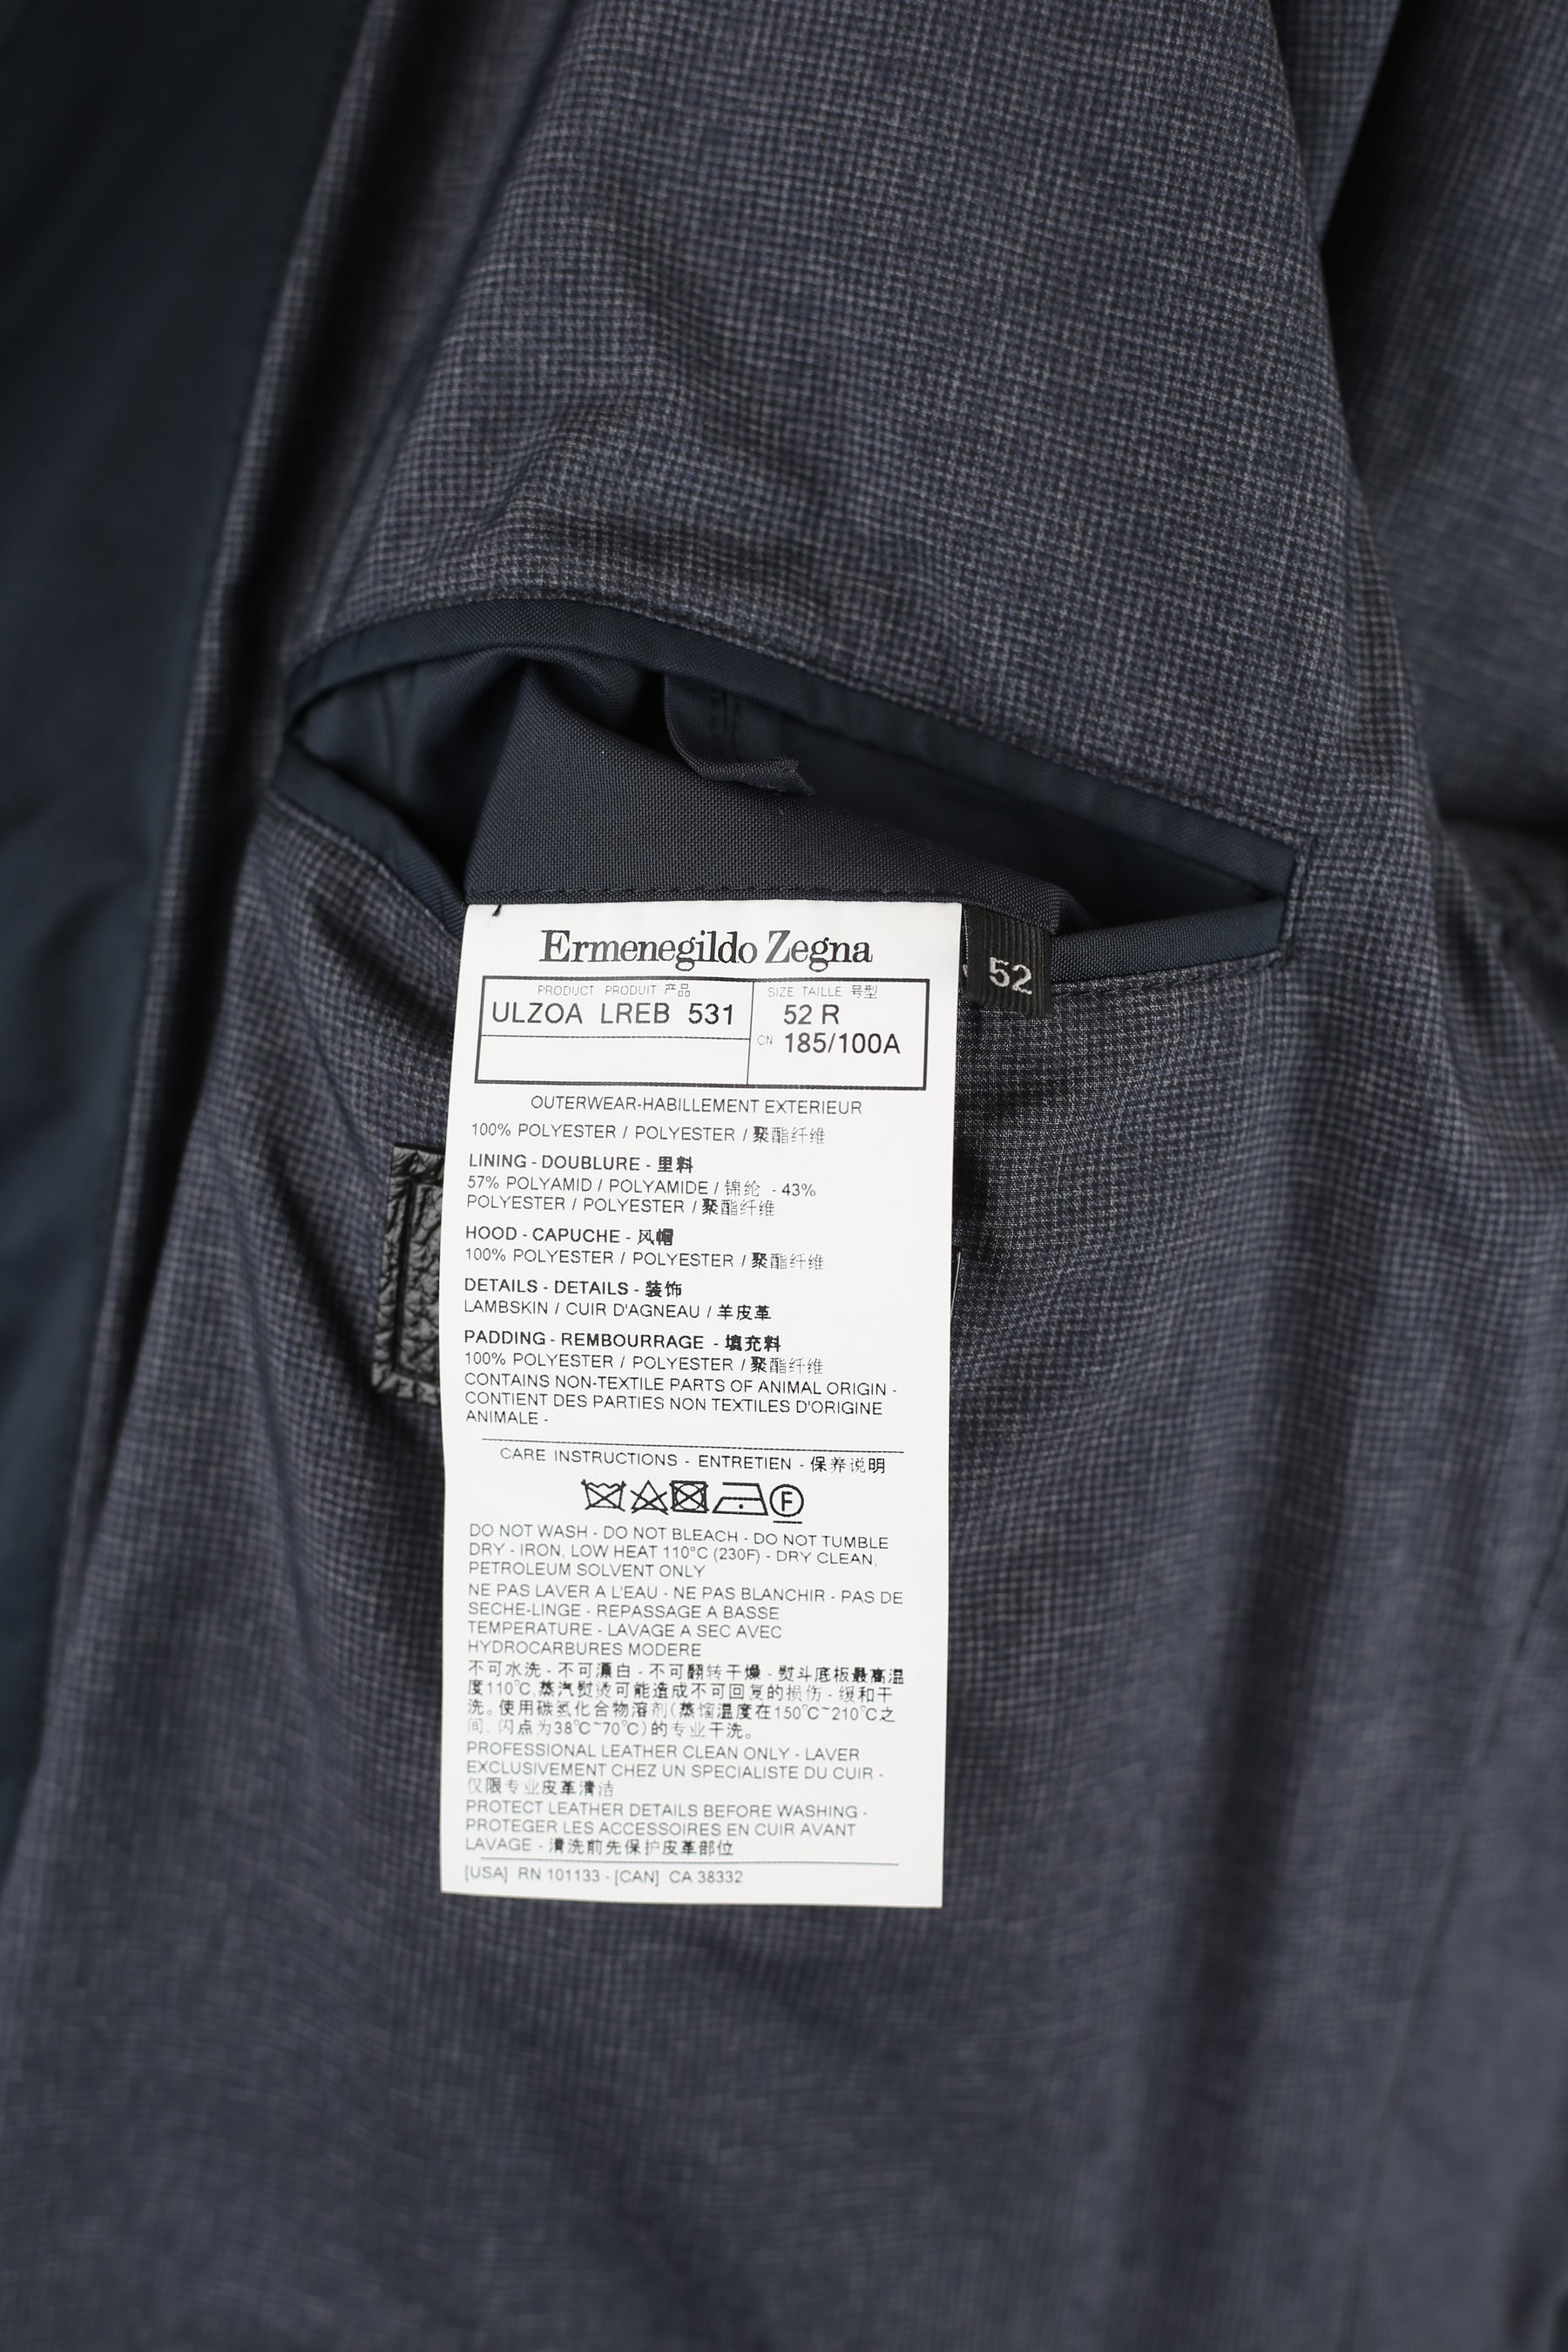 Ermenegildo Zegna
52
PRODUCT PRODUIT 产品
ULZOA LREB 531
SIZE TAILLE 号型
52 R
CN 185/100A
OUTERWEAR-HABILLEMENT EXTERIEUR
100% POLYESTER / POLYESTER / 聚酯纤维
LINING - DOUBLURE - 里料
57% POLYAMID / POLYAMIDE / 锦纶 - 43%
POLYESTER / POLYESTER / 聚酯纤维
HOOD - CAPUCHE - 风帽
100% POLYESTER / POLYESTER / 聚酯纤维
DETAILS - DETAILS - 装饰
LAMBSKIN / CUIR D'AGNEAU / 羊皮革
PADDING - REMBOURRAGE - 填充料
100% POLYESTER / POLYESTER / 聚酯纤维
CONTAINS NON-TEXTILE PARTS OF ANIMAL ORIGIN -
CONTIENT DES PARTIES NON TEXTILES D'ORIGINE
ANIMALE -
CARE INSTRUCTIONS - ENTRETIEN - 保养说明
F
DO NOT WASH - DO NOT BLEACH - DO NOT TUMBLE
DRY - IRON, LOW HEAT 110°C (230F) - DRY CLEAN,
PETROLEUM SOLVENT ONLY
NE PAS LAVER A L'EAU - NE PAS BLANCHIR - PAS DE
SECHE-LINGE - REPASSAGE A BASSE
TEMPERATURE - LAVAGE A SEC AVEC
HYDROCARBURES MODERE
不可水洗 - 不可漂白 - 不可翻转干燥 - 熨斗底板最高温
度110°C,蒸汽熨烫可能造成不可回复的损伤 - 缓和干
洗。使用碳氢化合物溶剂(蒸馏温度在150°C~210°C之
间, 闪点为38°C~70°C)的专业干洗。
PROFESSIONAL LEATHER CLEAN ONLY - LAVER
EXCLUSIVEMENT CHEZ UN SPECIALISTE DU CUIR -
仅限专业皮革清洁
PROTECT LEATHER DETAILS BEFORE WASHING -
PROTEGER LES ACCESSOIRES EN CUIR AVANT
LAVAGE - 清洗前先保护皮革部位
[USA] RN 101133 - [CAN] CA 38332